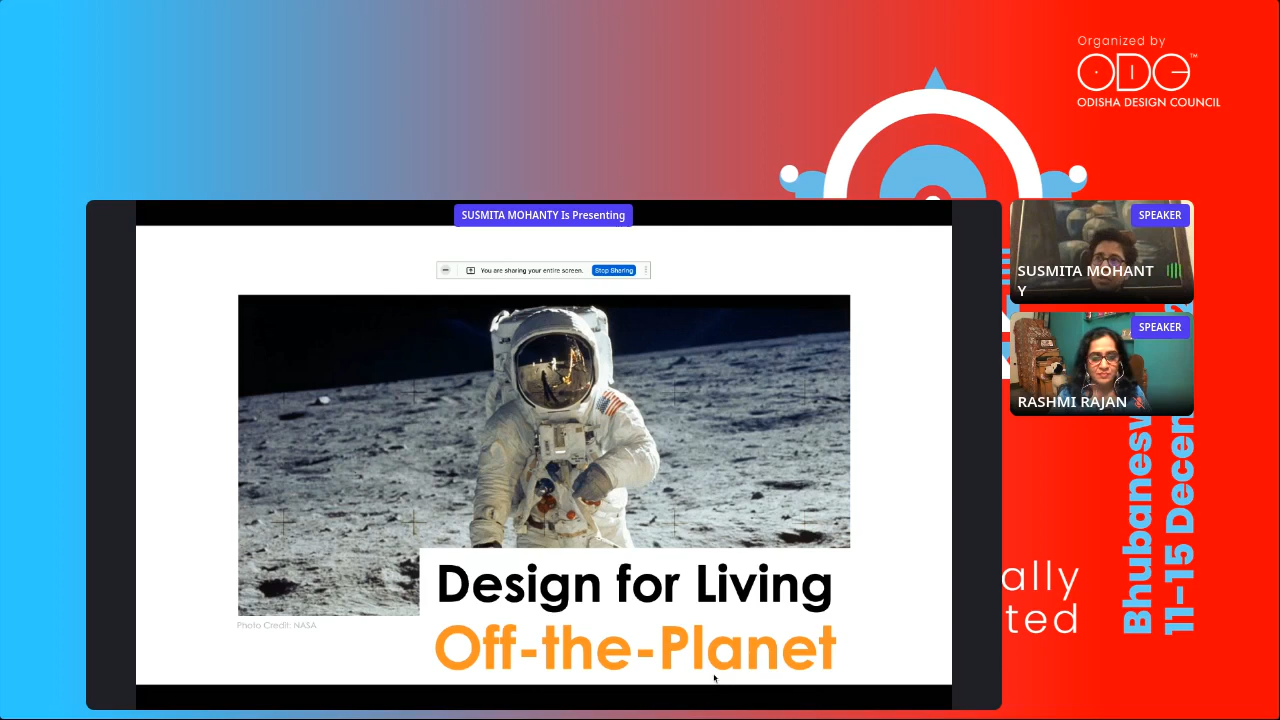 Organized by
ODC™
ODISHA DESIGN COUNCIL
SUSMITA MOHANTY Is Presenting
You are sharing your entire screen.
Stop Sharing
SPEAKER
SUSMITA MOHANT
Y
SPEAKER
RASHMI RAJAN
Design for Living
Off-the-Planet
Photo Credit: NASA
ally
ted
Bhubanesw
11–15 Decem